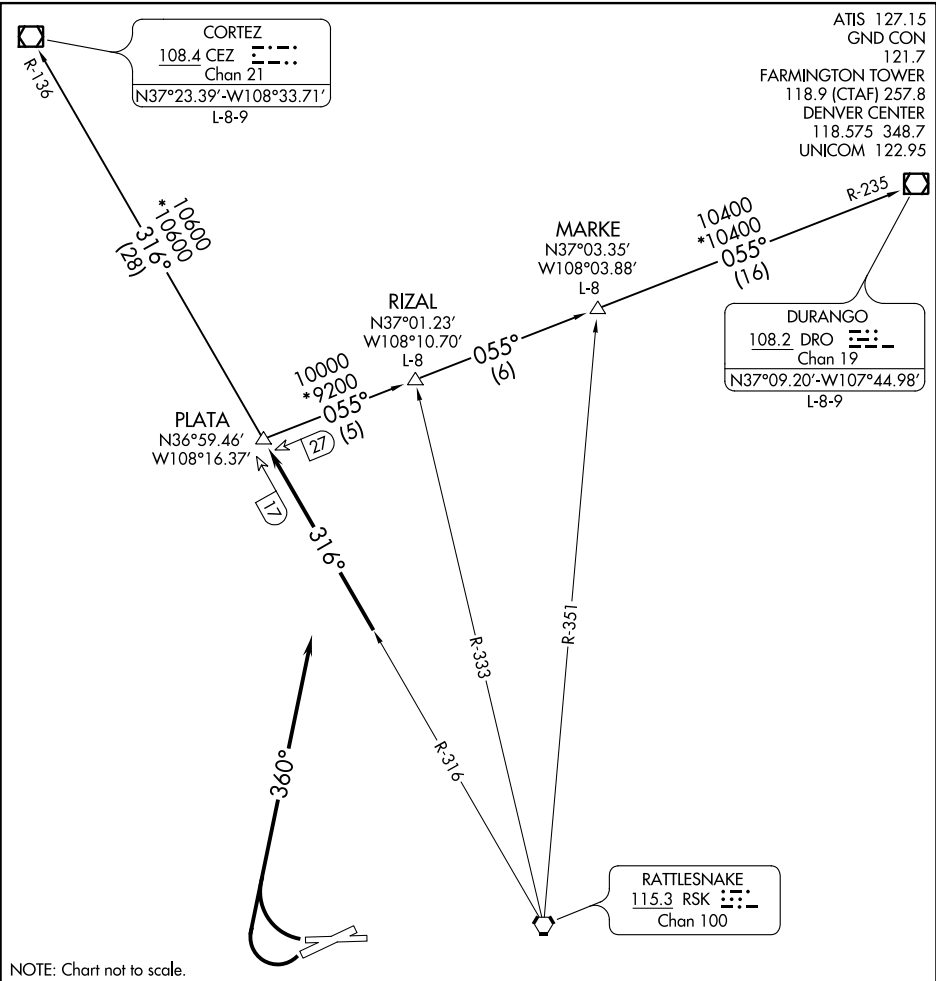 CORTEZ
108.4 CEZ
Chan 21
N37°23.39′-W108°33.71′
L-8-9
ATIS 127.15
GND CON
121.7
FARMINGTON TOWER
118.9 (CTAF) 257.8
DENVER CENTER
118.575 348.7
UNICOM 122.95
R-136
10600
*10600
316°
(28)
R-235
10400
*10400
055°
(16)
MARKE
N37°03.35′
W108°03.88′
L-8
DURANGO
108.2 DRO
Chan 19
N37°09.20′-W107°44.98′
L-8-9
RIZAL
N37°01.23′
W108°10.70′
L-8
055°
(6)
10000
*9200
055°
(5)
PLATA
N36°59.46′
W108°16.37′
27
17
316°
R-333
R-351
R-316
360°
RATTLESNAKE
115.3 RSK
Chan 100
NOTE: Chart not to scale.